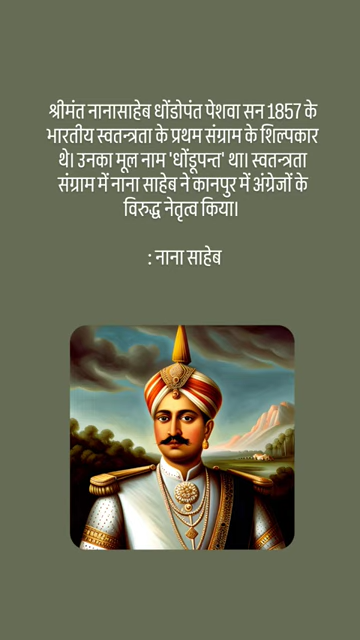 श्रीमंत नानासाहेब धोंडोपंत पेशवा सन 1857 के
भारतीय स्वतन्त्रता के प्रथम संग्राम के शिल्पकार
थे। उनका मूल नाम 'धोंडूपन्त' था। स्वतन्त्रता
संग्राम में नाना साहेब ने कानपुर में अंग्रेजों के
विरुद्ध नेतृत्व किया।
: नाना साहेब